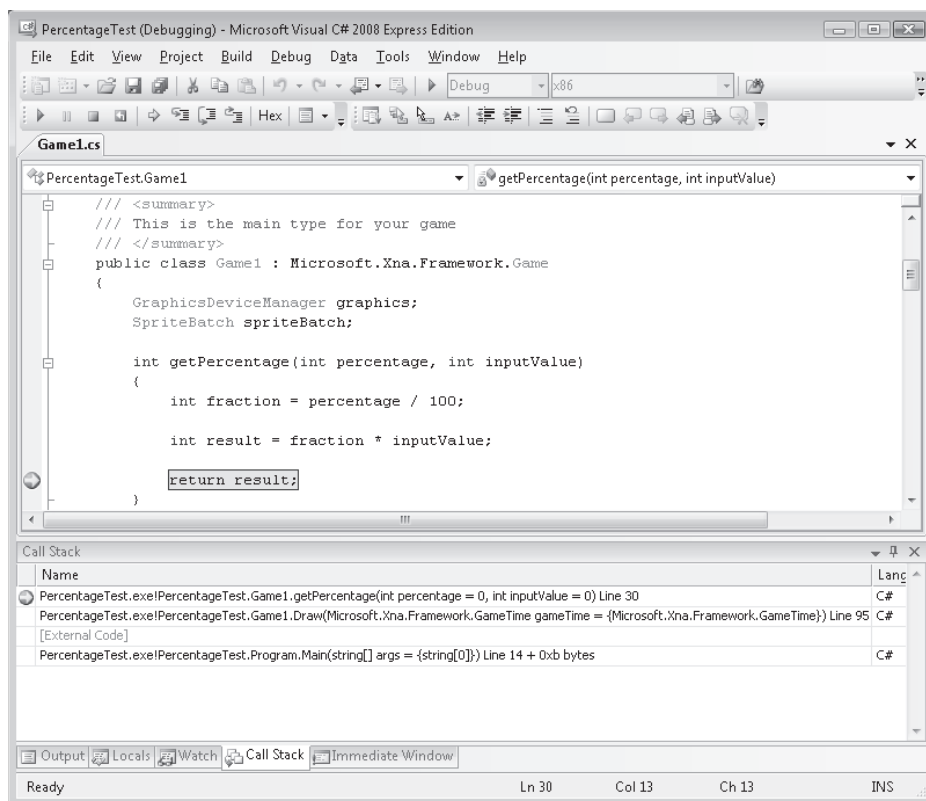 PercentageTest (Debugging) - Microsoft Visual C# 2008 Express Edition
File Edit View Project Build Debug Data Tools Window Help
Debug x86
Hex
Game1.cs
PercentageTest.Game1 getPercentage(int percentage, int inputValue)
/// <summary>
/// This is the main type for your game
/// </summary>
public class Game1 : Microsoft.Xna.Framework.Game
{
GraphicsDeviceManager graphics;
SpriteBatch spriteBatch;
int getPercentage(int percentage, int inputValue)
{
int fraction = percentage / 100;
int result = fraction * inputValue;
return result;
}
Call Stack
Name Lang
PercentageTest.exe!PercentageTest.Game1.getPercentage(int percentage = 0, int inputValue = 0) Line 30 C#
PercentageTest.exe!PercentageTest.Game1.Draw(Microsoft.Xna.Framework.GameTime gameTime = {Microsoft.Xna.Framework.GameTime}) Line 95 C#
[External Code]
PercentageTest.exe!PercentageTest.Program.Main(string[] args = {string[0]}) Line 14 + 0xb bytes C#
Output Locals Watch Call Stack Immediate Window
Ready Ln 30 Col 13 Ch 13 INS